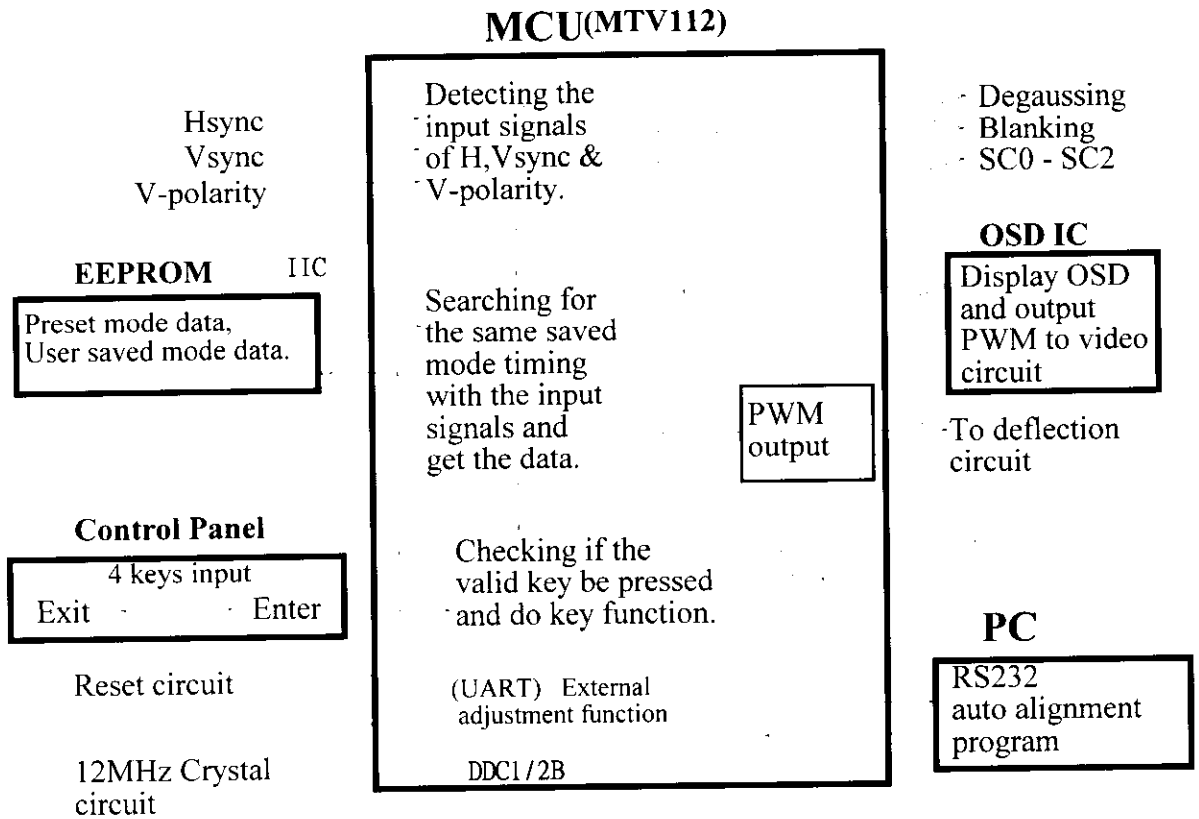 MCU(MTV112)
Hsync
Vsync
V-polarity
EEPROM IIC
Preset mode data,
User saved mode data.
Control Panel
4 keys input
Exit - - Enter
Reset circuit
12MHz Crystal
circuit
Detecting the
input signals
of H,Vsync &
V-polarity.
Searching for
the same saved
mode timing
with the input
signals and
get the data.
PWM
output
Checking if the
valid key be pressed
and do key function.
(UART) External
adjustment function
DDC1/2B
- Degaussing
- Blanking
- SC0 - SC2
OSD IC
Display OSD
and output
PWM to video
circuit
-To deflection
circuit
PC
RS232
auto alignment
program